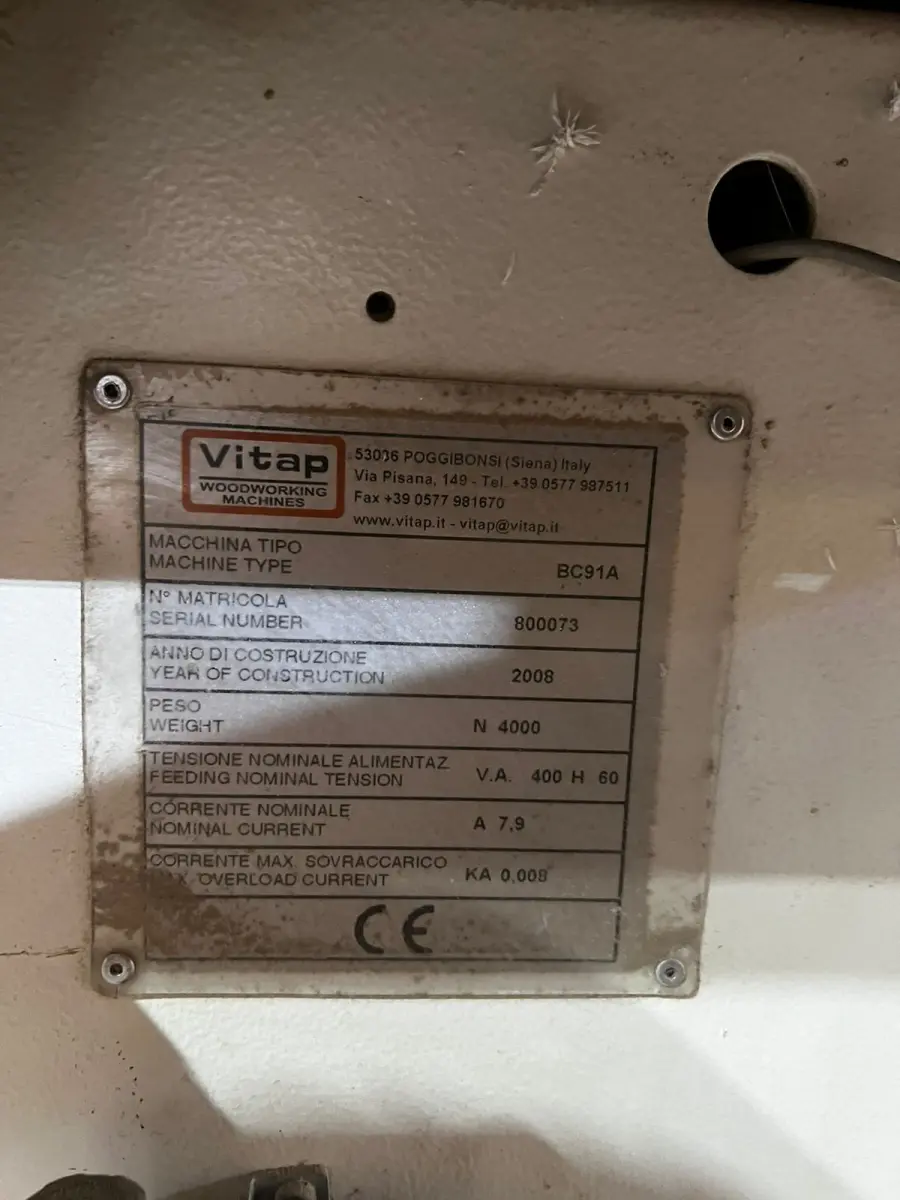 Vitap
WOODWORKING
MACHINES
53036 POGGIBONSI (Siena) Italy
Via Pisana, 149 - Tel. +39 0577 987511
Fax +39 0577 981670
www.vitap.it - vitap@vitap.it
MACCHINA TIPO
MACHINE TYPE BC91A
N° MATRICOLA
SERIAL NUMBER 800073
ANNO DI COSTRUZIONE
YEAR OF CONSTRUCTION 2008
PESO
WEIGHT N 4000
TENSIONE NOMINALE ALIMENTAZ
FEEDING NOMINAL TENSION V.A. 400 H 60
CORRENTE NOMINALE
NOMINAL CURRENT A 7,9
CORRENTE MAX. SOVRACCARICO
MAX. OVERLOAD CURRENT KA 0,008
CE